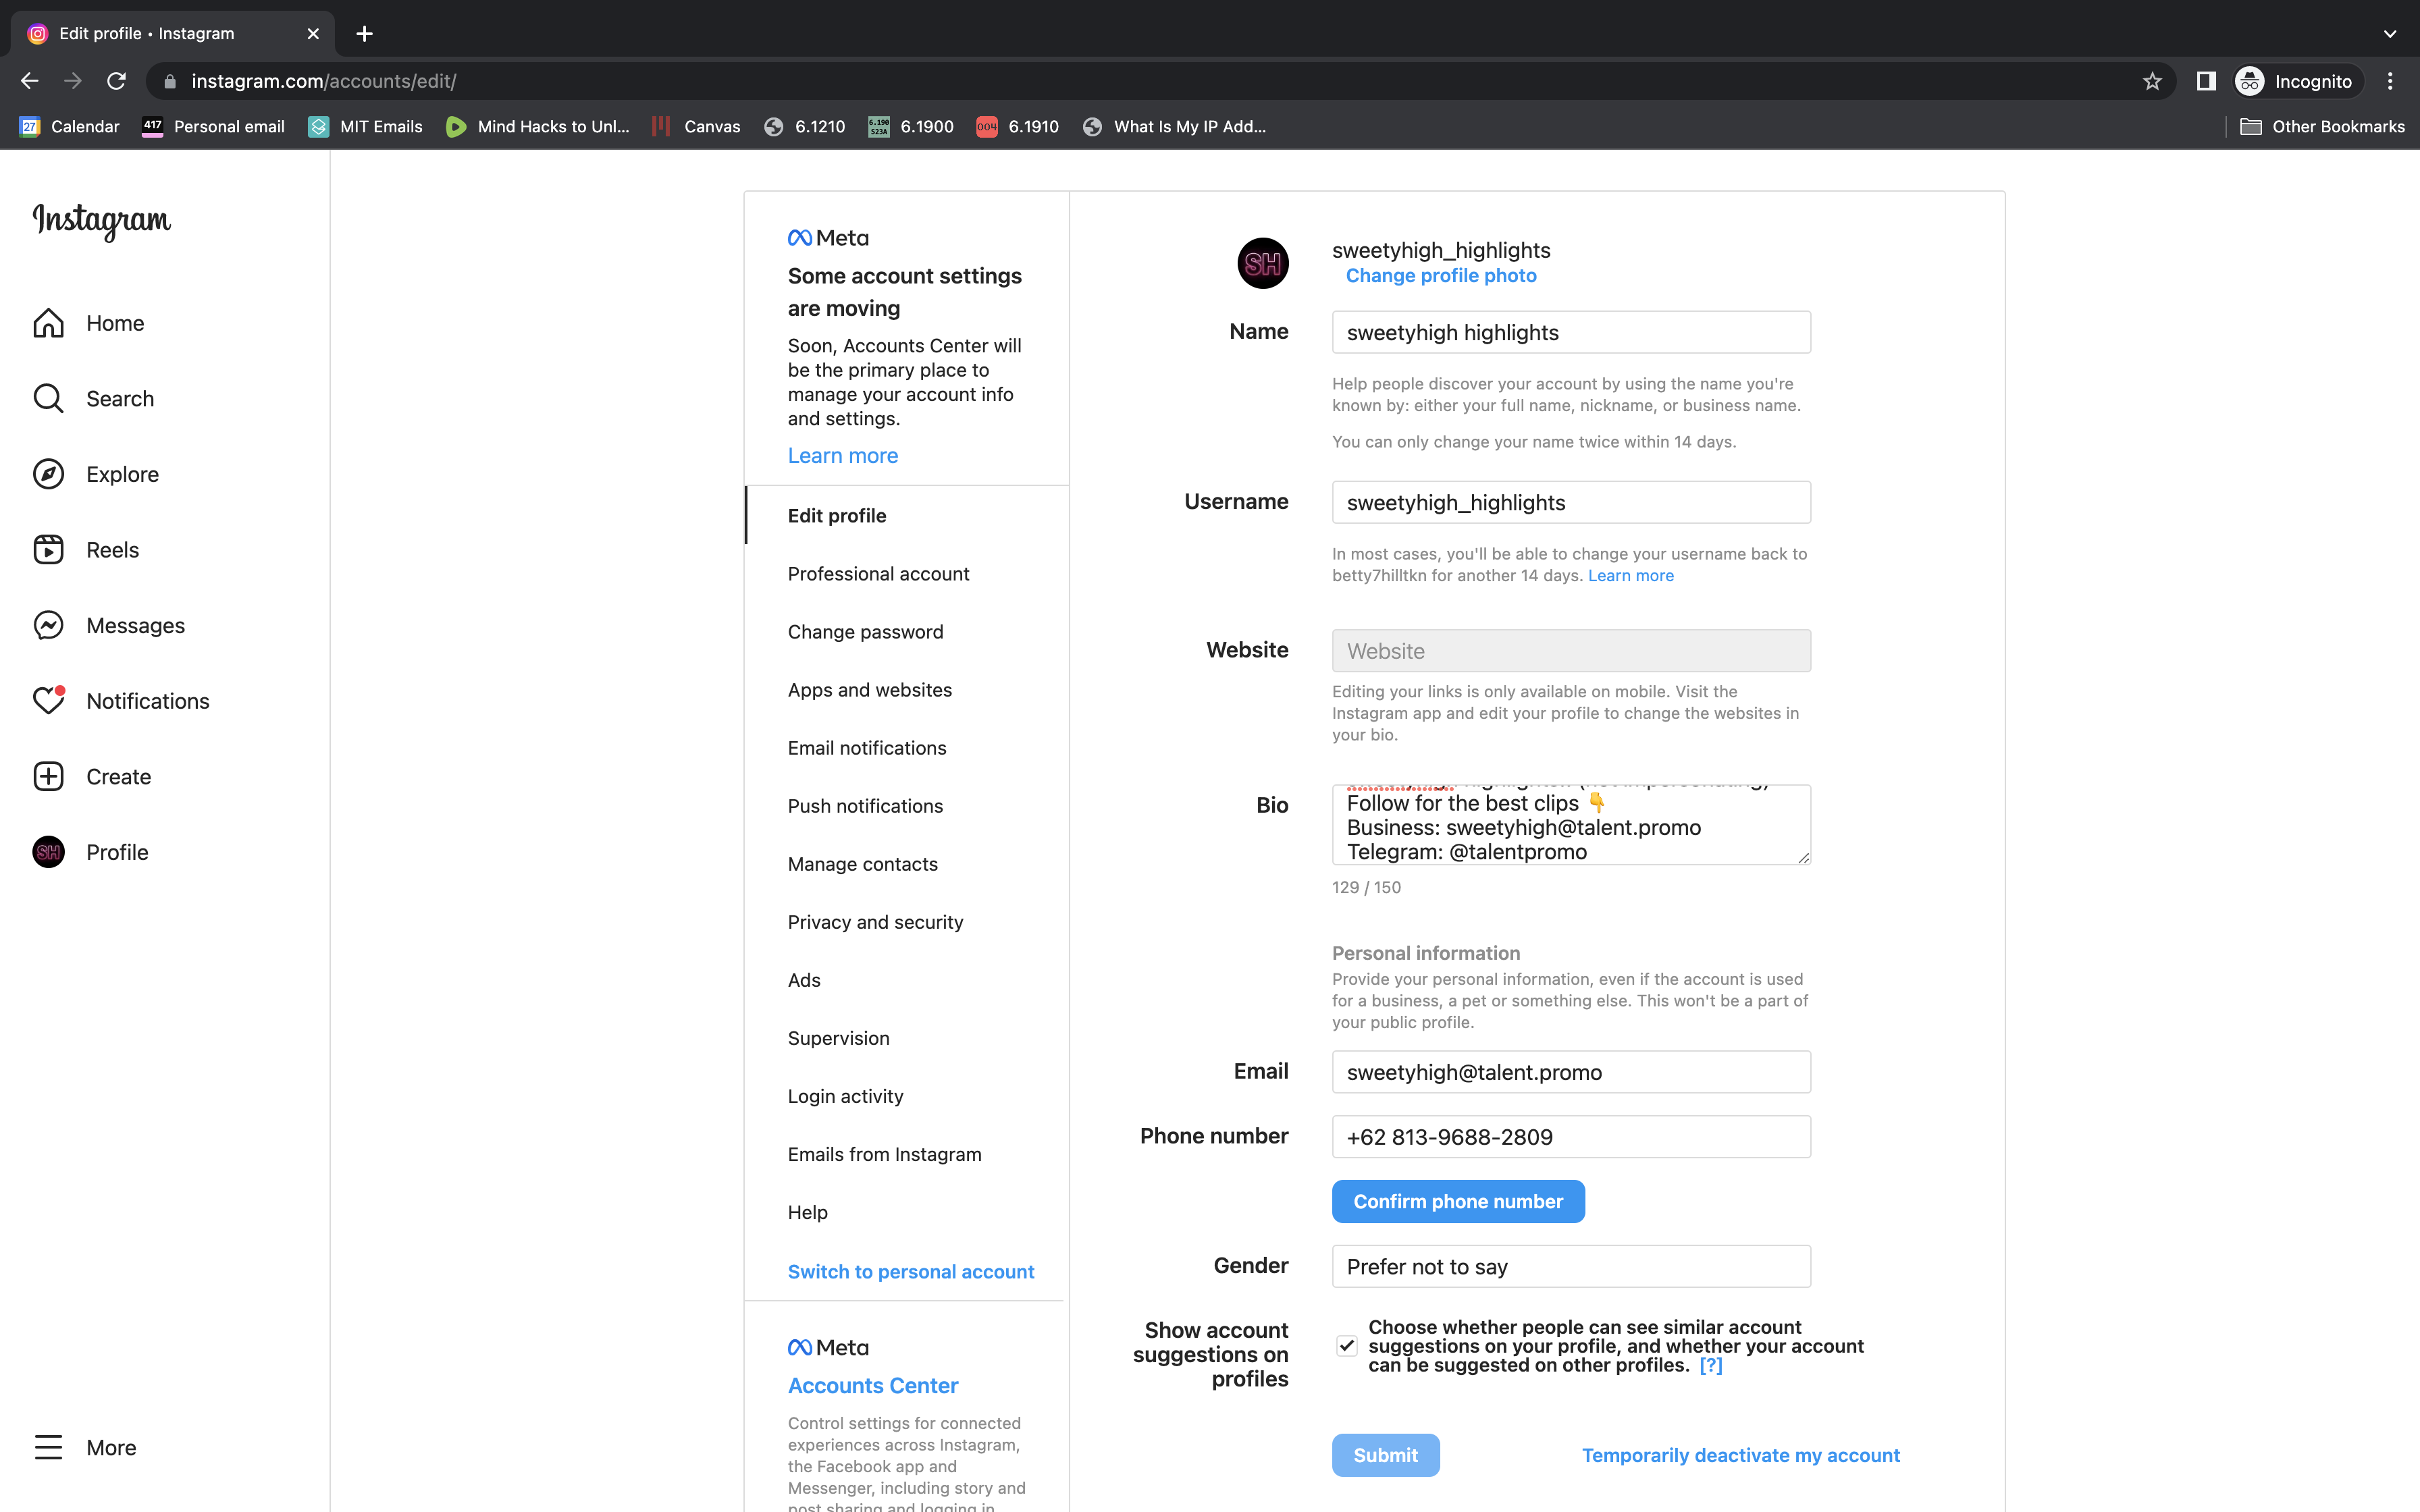 Edit profile • Instagram
instagram.com/accounts/edit/
Incognito
Calendar
417
Personal email
MIT Emails
Mind Hacks to Unl...
Canvas
6.1210
6.1900
004
6.1910
What Is My IP Add...
Other Bookmarks
Instagram
Home
Search
Explore
Reels
Messages
Notifications
Create
SH
Profile
More
Meta
Some account settings
are moving
Soon, Accounts Center will
be the primary place to
manage your account info
and settings.
Learn more
Edit profile
Professional account
Change password
Apps and websites
Email notifications
Push notifications
Manage contacts
Privacy and security
Ads
Supervision
Login activity
Emails from Instagram
Help
Switch to personal account
Meta
Accounts Center
Control settings for connected
experiences across Instagram,
the Facebook app and
Messenger, including story and
post sharing and logging in.
SH
sweetyhigh_highlights
Change profile photo
Name
sweetyhigh highlights
Help people discover your account by using the name you're
known by: either your full name, nickname, or business name.
You can only change your name twice within 14 days.
Username
sweetyhigh_highlights
In most cases, you'll be able to change your username back to
betty7hilltkn for another 14 days. Learn more
Website
Website
Editing your links is only available on mobile. Visit the
Instagram app and edit your profile to change the websites in
your bio.
Bio
Follow for the best clips 👇
Business: sweetyhigh@talent.promo
Telegram: @talentpromo
129 / 150
Personal information
Provide your personal information, even if the account is used
for a business, a pet or something else. This won't be a part of
your public profile.
Email
sweetyhigh@talent.promo
Phone number
+62 813-9688-2809
Confirm phone number
Gender
Prefer not to say
Show account
suggestions on
profiles
Choose whether people can see similar account
suggestions on your profile, and whether your account
can be suggested on other profiles. [?]
Submit
Temporarily deactivate my account